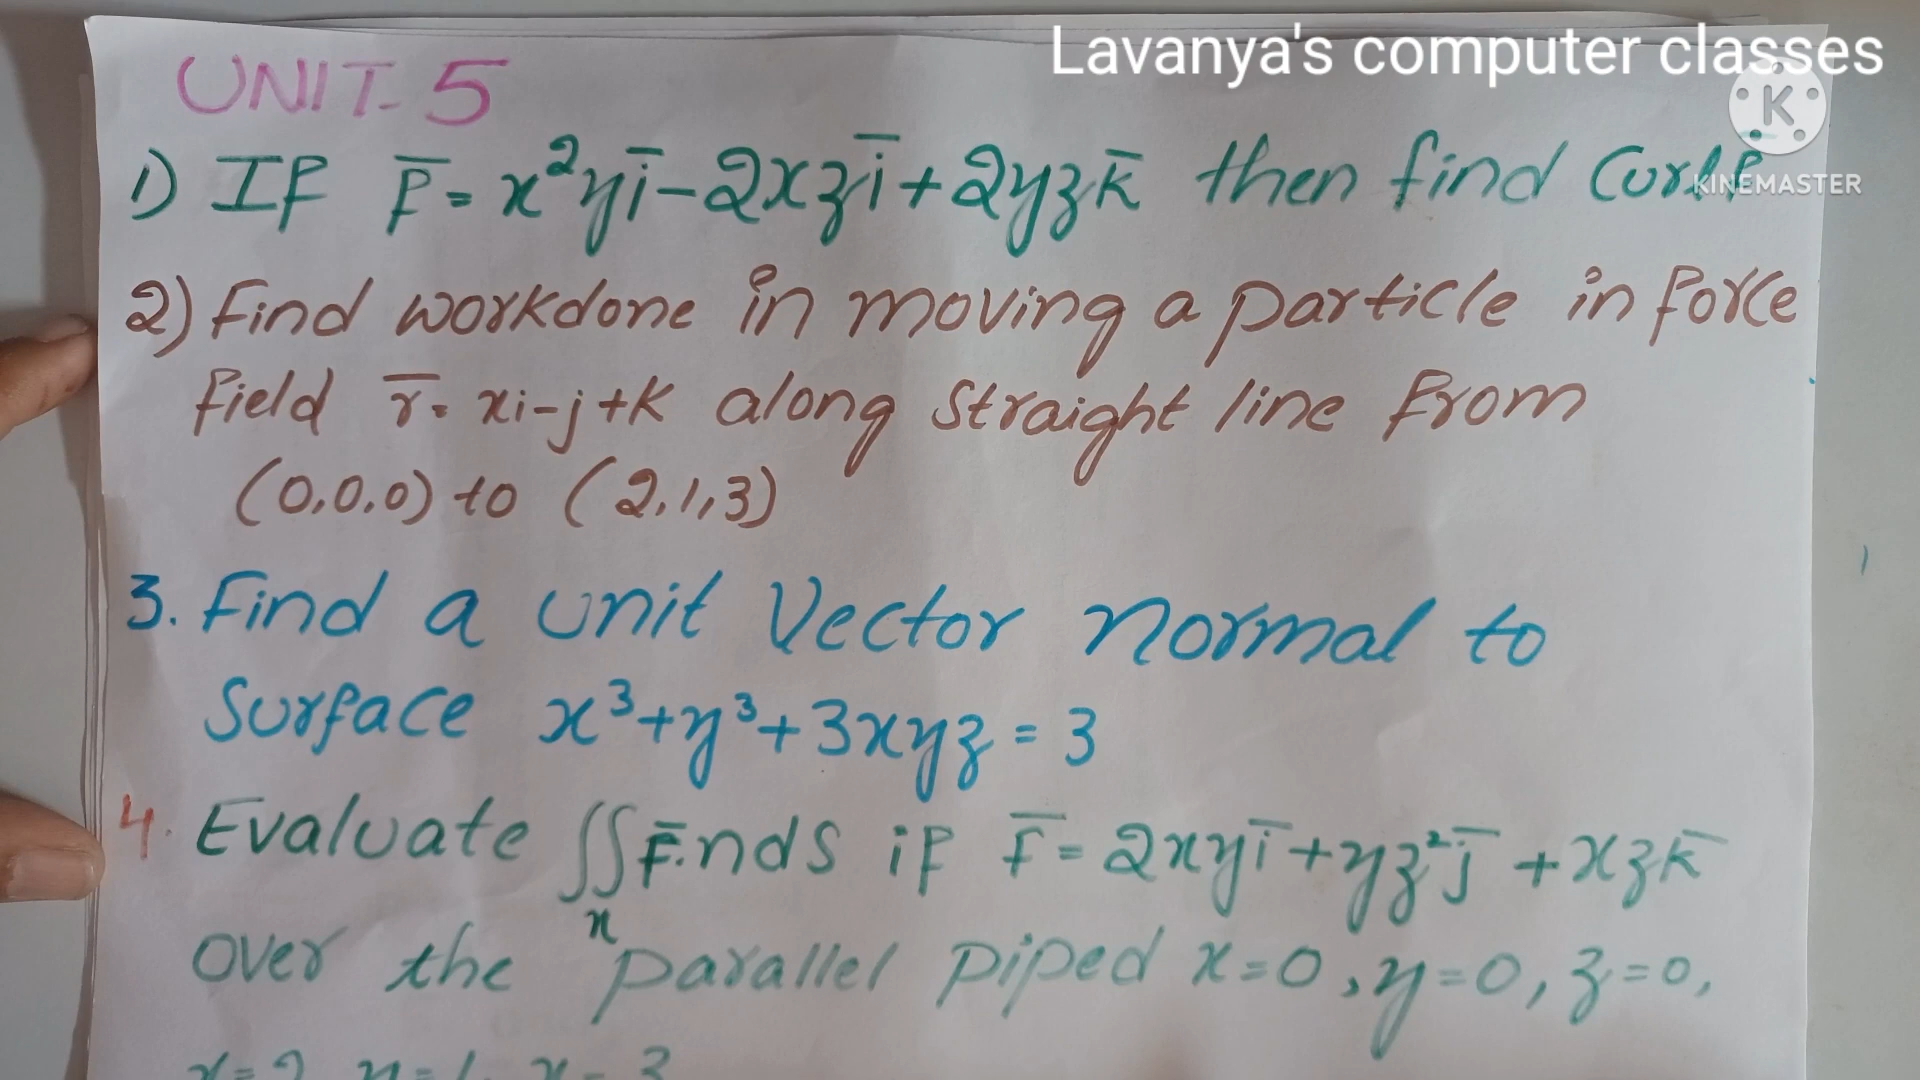 Lavanya's computer classes
K
KINEMASTER
UNIT-5
1) If F̅ = x²yi̅ - 2xzi̅ + 2yzk̅ then find Curl F̅
2) Find workdone in moving a particle in force
field r̅ = xi-j+k along straight line from
(0,0,0) to (2,1,3)
3. Find a unit Vector normal to
Surface x³+y³+3xyz = 3
4. Evaluate ∬F̅.nds if F̅ = 2xyi̅ + yz²j̅ + xzk̅
n
over the parallel piped x=0, y=0, z=0,